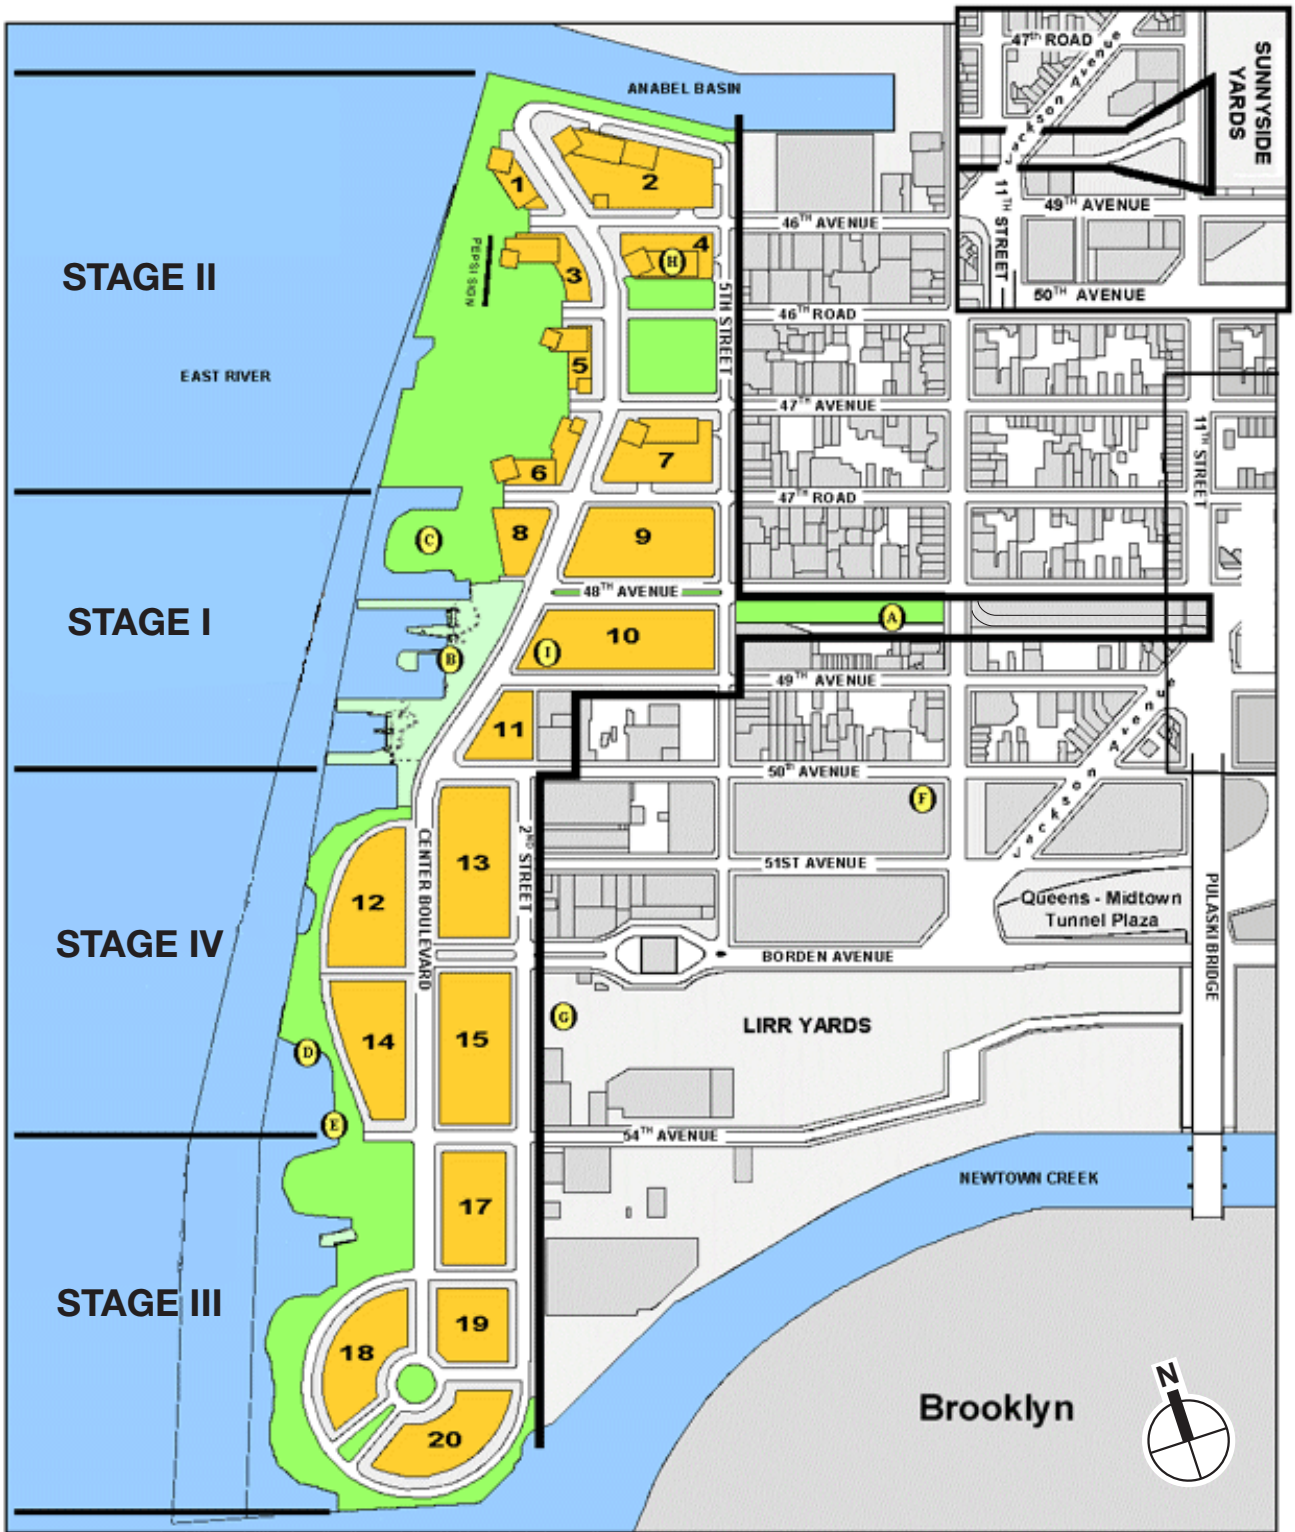 47th ROAD
Jackson Avenue
SUNNYSIDE
YARDS
11TH STREET
49TH AVENUE
50TH AVENUE
ANABEL BASIN
1
2
46TH AVENUE
STAGE II
PEPSI SIGN
3
4
H
5TH STREET
46TH ROAD
EAST RIVER
5
47TH AVENUE
11TH STREET
6
7
47TH ROAD
C
8
9
STAGE I
48TH AVENUE
A
B
I
10
49TH AVENUE
11
50th AVENUE
F
Jackson Avenue
CENTER BOULEVARD
2ND STREET
13
51ST AVENUE
PULASKI BRIDGE
12
Queens - Midtown
Tunnel Plaza
STAGE IV
BORDEN AVENUE
G
LIRR YARDS
14
15
D
E
54TH AVENUE
NEWTOWN CREEK
17
STAGE III
19
18
N
Brooklyn
20